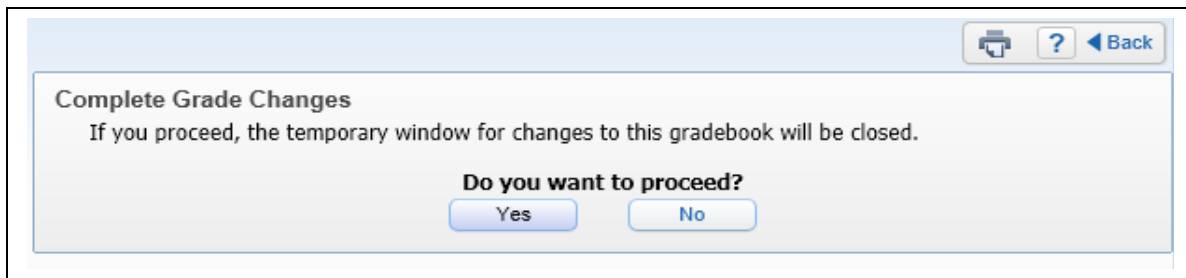 ? Back
Complete Grade Changes
If you proceed, the temporary window for changes to this gradebook will be closed.
Do you want to proceed?
Yes No